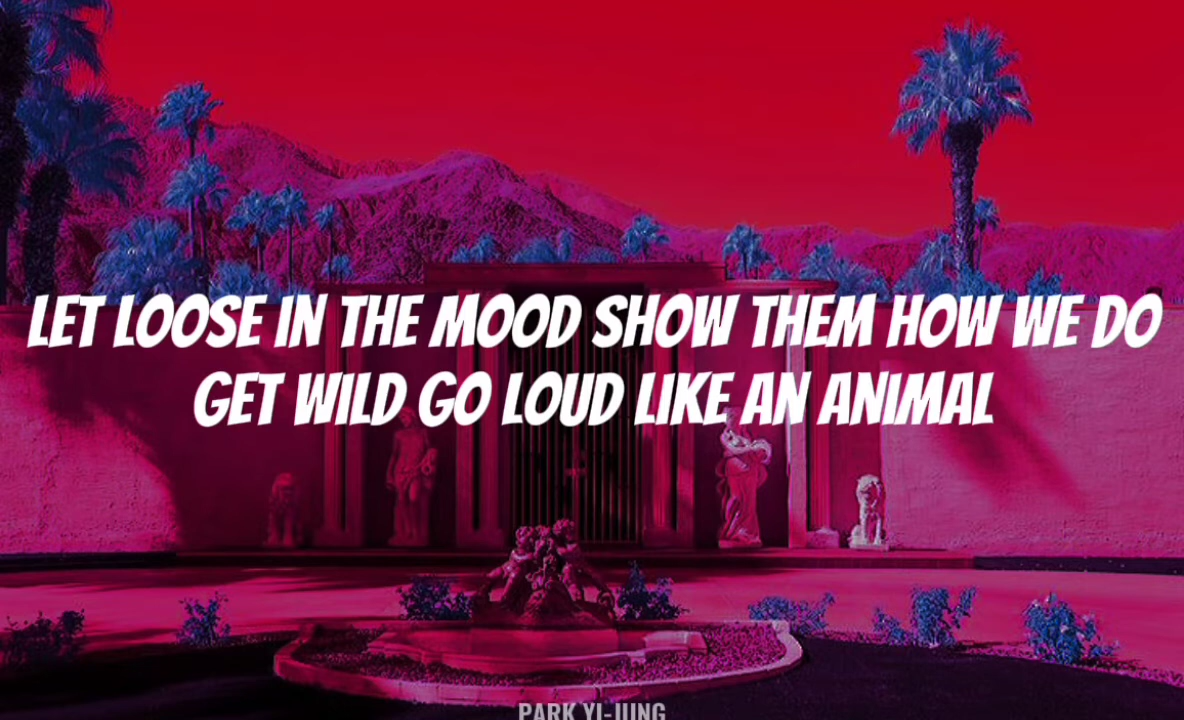 LET LOOSE IN THE MOOD SHOW THEM HOW WE DO
GET WILD GO LOUD LIKE AN ANIMAL
PARK YI-JUNG